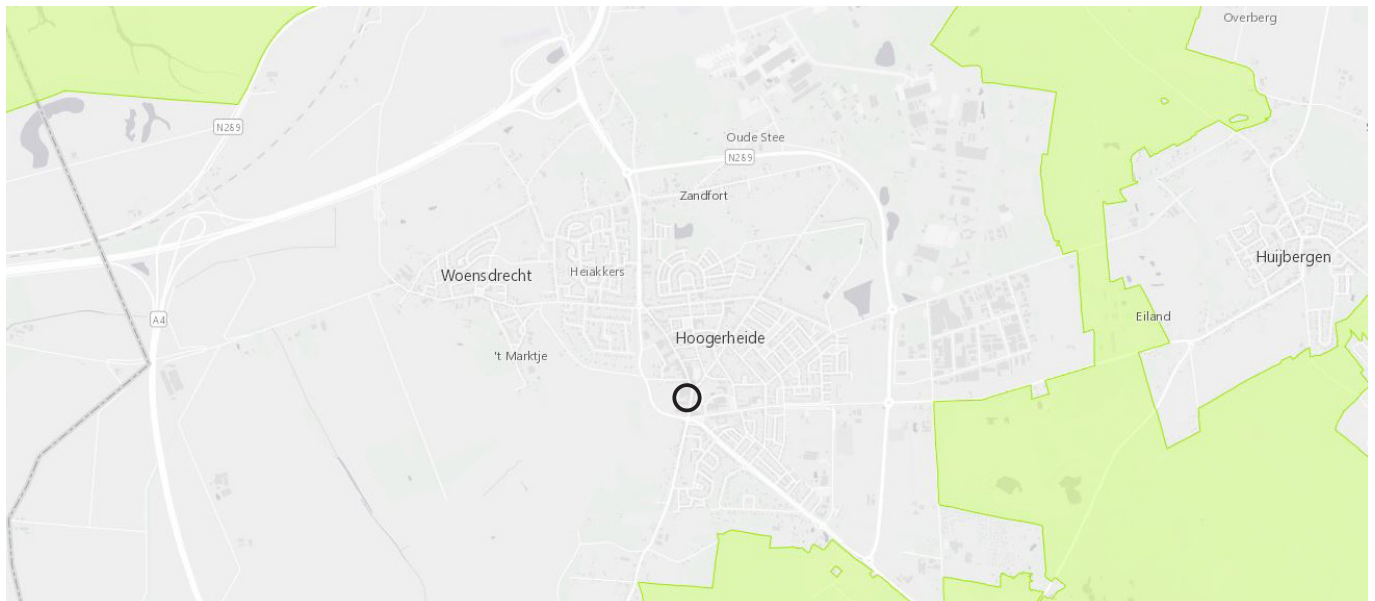 Overberg
N289
Oude Stee
N289
Zandfort
Huijbergen
Heiakkers
Woensdrecht
Eiland
A4
Hoogerheide
't Marktje